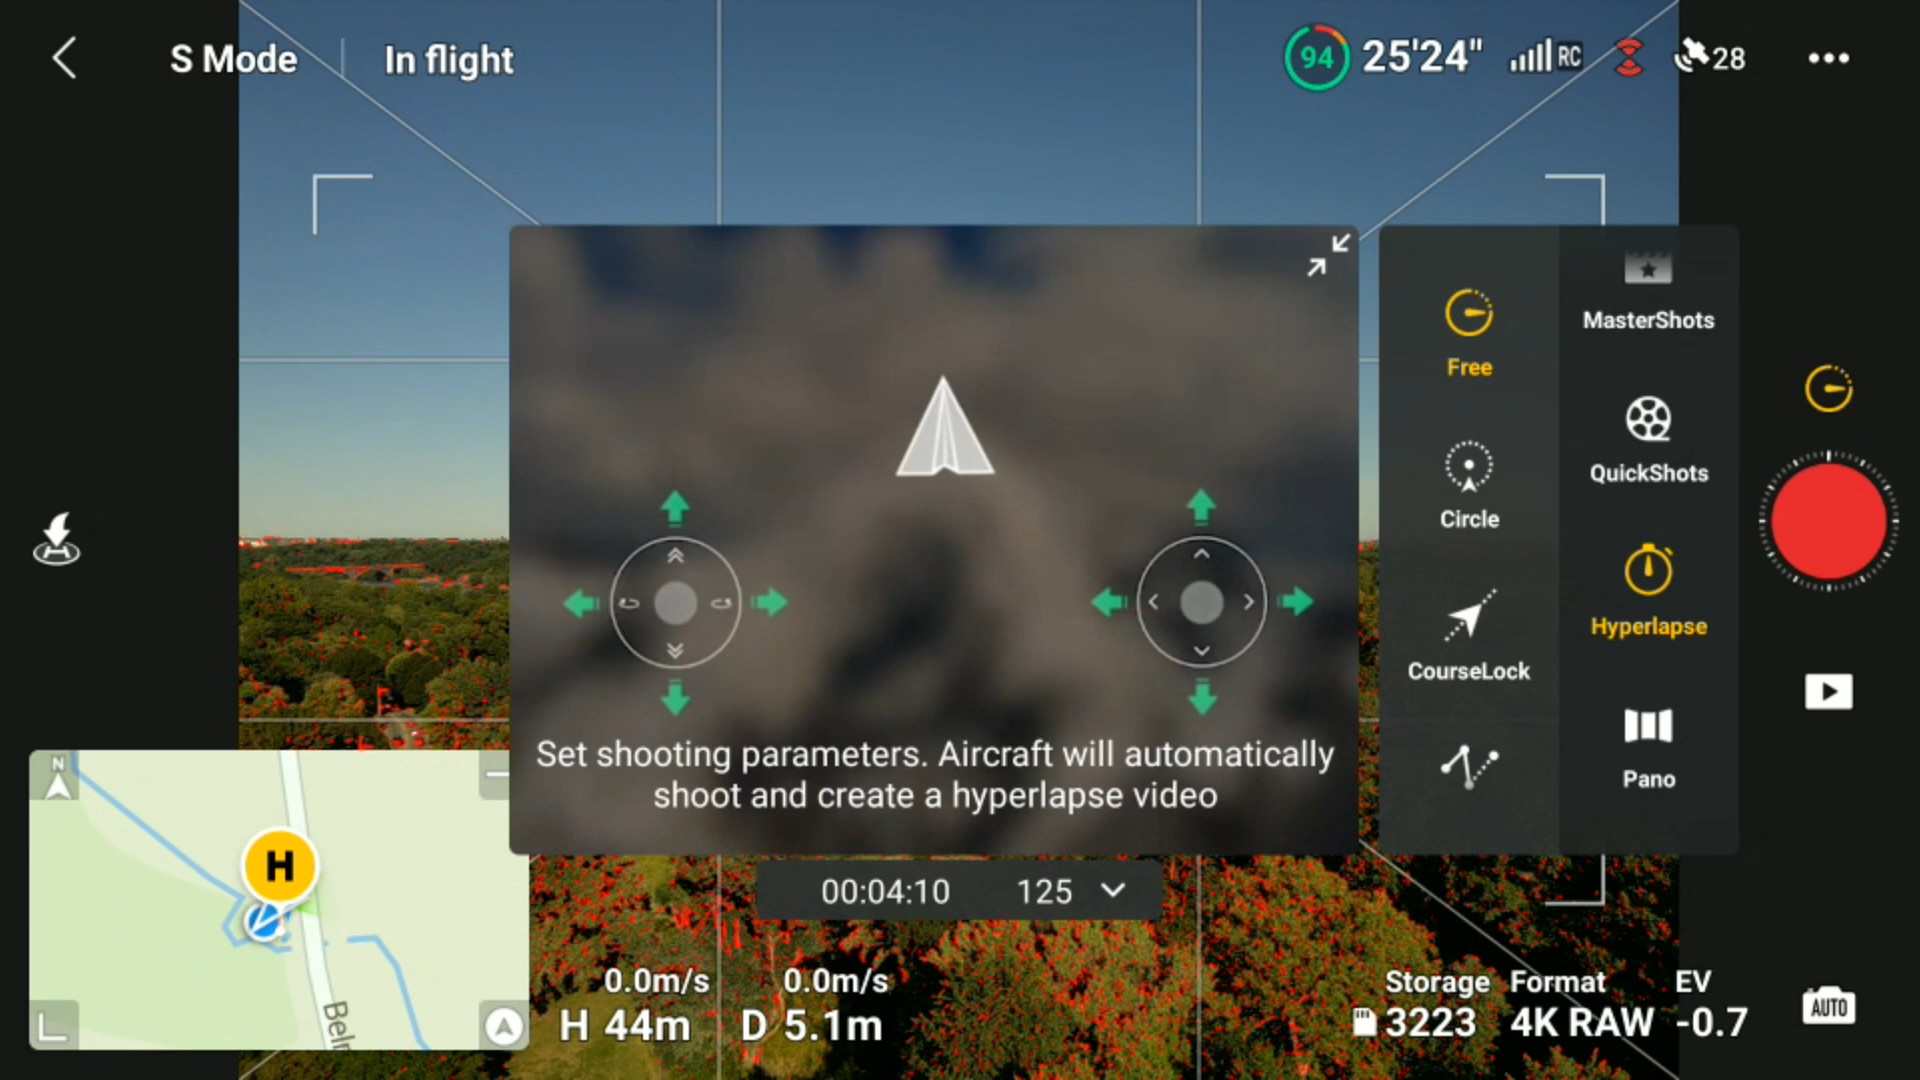 S Mode
In flight
94
25'24"
RC
28
Free
Circle
CourseLock
MasterShots
QuickShots
Hyperlapse
Pano
Set shooting parameters. Aircraft will automatically
shoot and create a hyperlapse video
00:04:10 125
N
H
Belm
0.0m/s 0.0m/s
H 44m D 5.1m
Storage Format EV
3223 4K RAW -0.7
AUTO